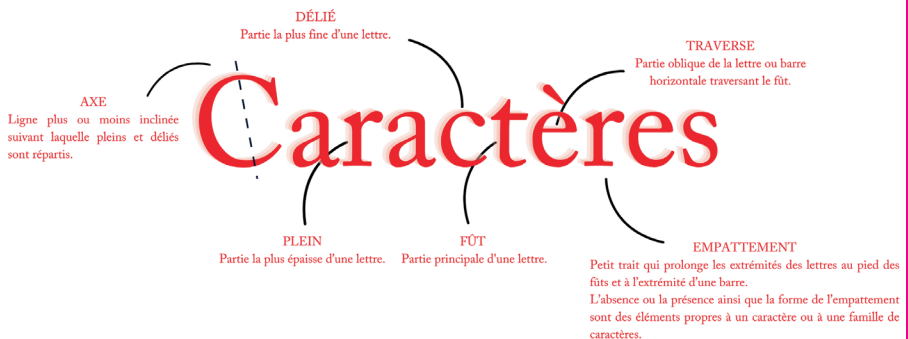 DÉLIÉ
Partie la plus fine d'une lettre.
TRAVERSE
Partie oblique de la lettre ou barre
horizontale traversant le fût.
AXE
Ligne plus ou moins inclinée
suivant laquelle pleins et déliés
sont répartis.
Caractères
PLEIN
Partie la plus épaisse d'une lettre.
FÛT
Partie principale d'une lettre.
EMPATTEMENT
Petit trait qui prolonge les extrémités des lettres au pied des
fûts et à l'extrémité d'une barre.
L'absence ou la présence ainsi que la forme de l'empattement
sont des éléments propres à un caractère ou à une famille de
caractères.